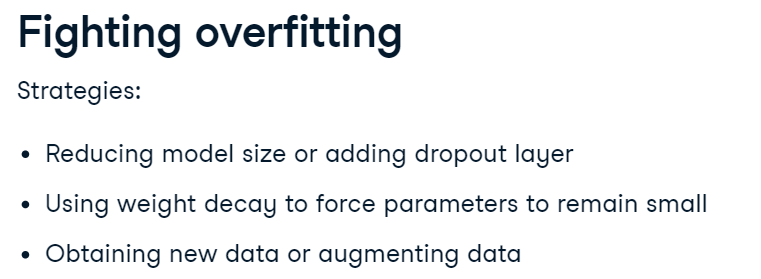 Fighting overfitting
Strategies:
• Reducing model size or adding dropout layer
• Using weight decay to force parameters to remain small
• Obtaining new data or augmenting data